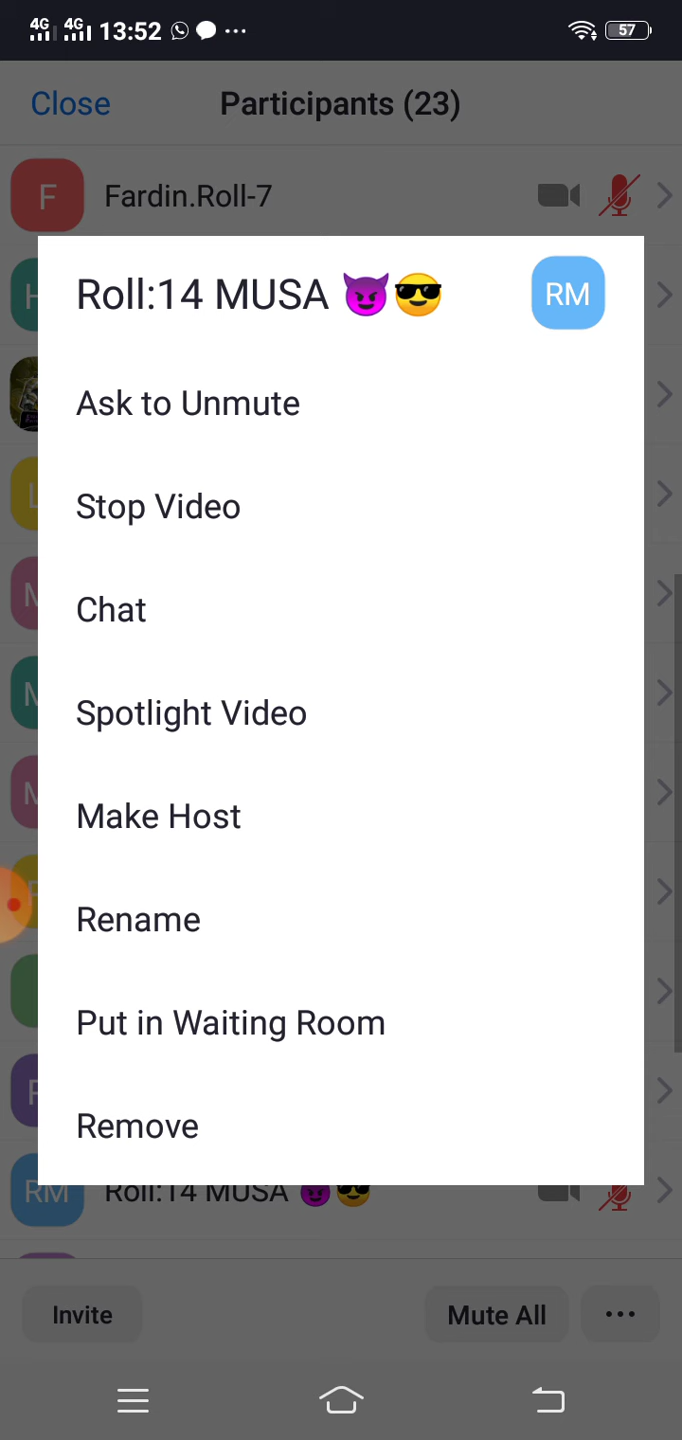 4G 4G 13:52 57
Close Participants (23)
F Fardin.Roll-7
H
Roll:14 MUSA 😈😎 RM
Ask to Unmute
Stop Video
L
Chat
M
Spotlight Video
M
Make Host
M
Rename
Put in Waiting Room
Remove
RM Roll:14 MUSA 😈😎
Invite Mute All